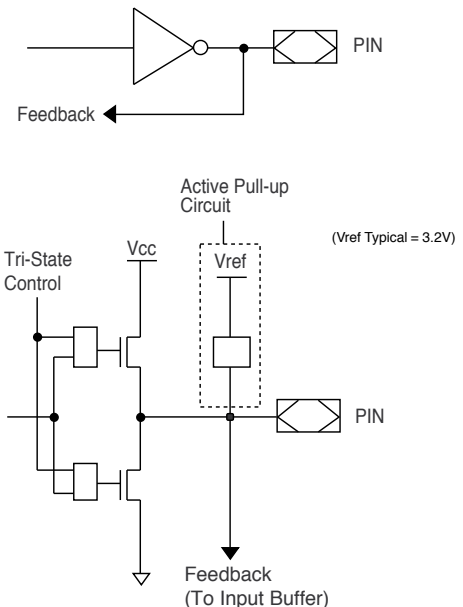 PIN
Feedback
Active Pull-up
Circuit
(Vref Typical = 3.2V)
Vcc
Vref
Tri-State
Control
PIN
Feedback
(To Input Buffer)